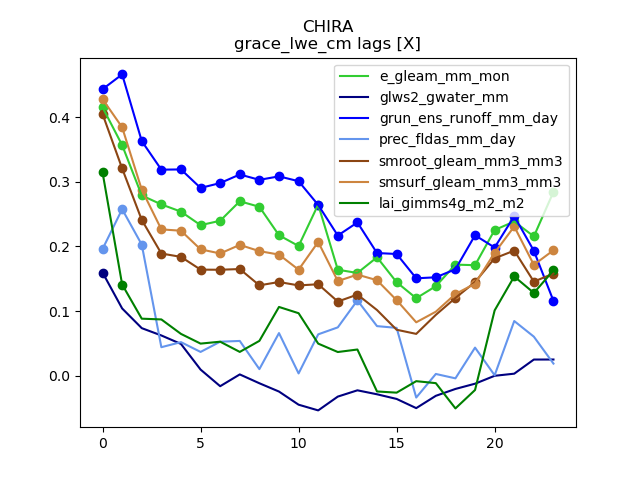 CHIRA
grace_lwe_cm lags [X]
e_gleam_mm_mon
glws2_gwater_mm
grun_ens_runoff_mm_day
prec_fldas_mm_day
smroot_gleam_mm3_mm3
smsurf_gleam_mm3_mm3
lai_gimms4g_m2_m2
0.4
0.3
0.2
0.1
0.0
0
5
10
15
20